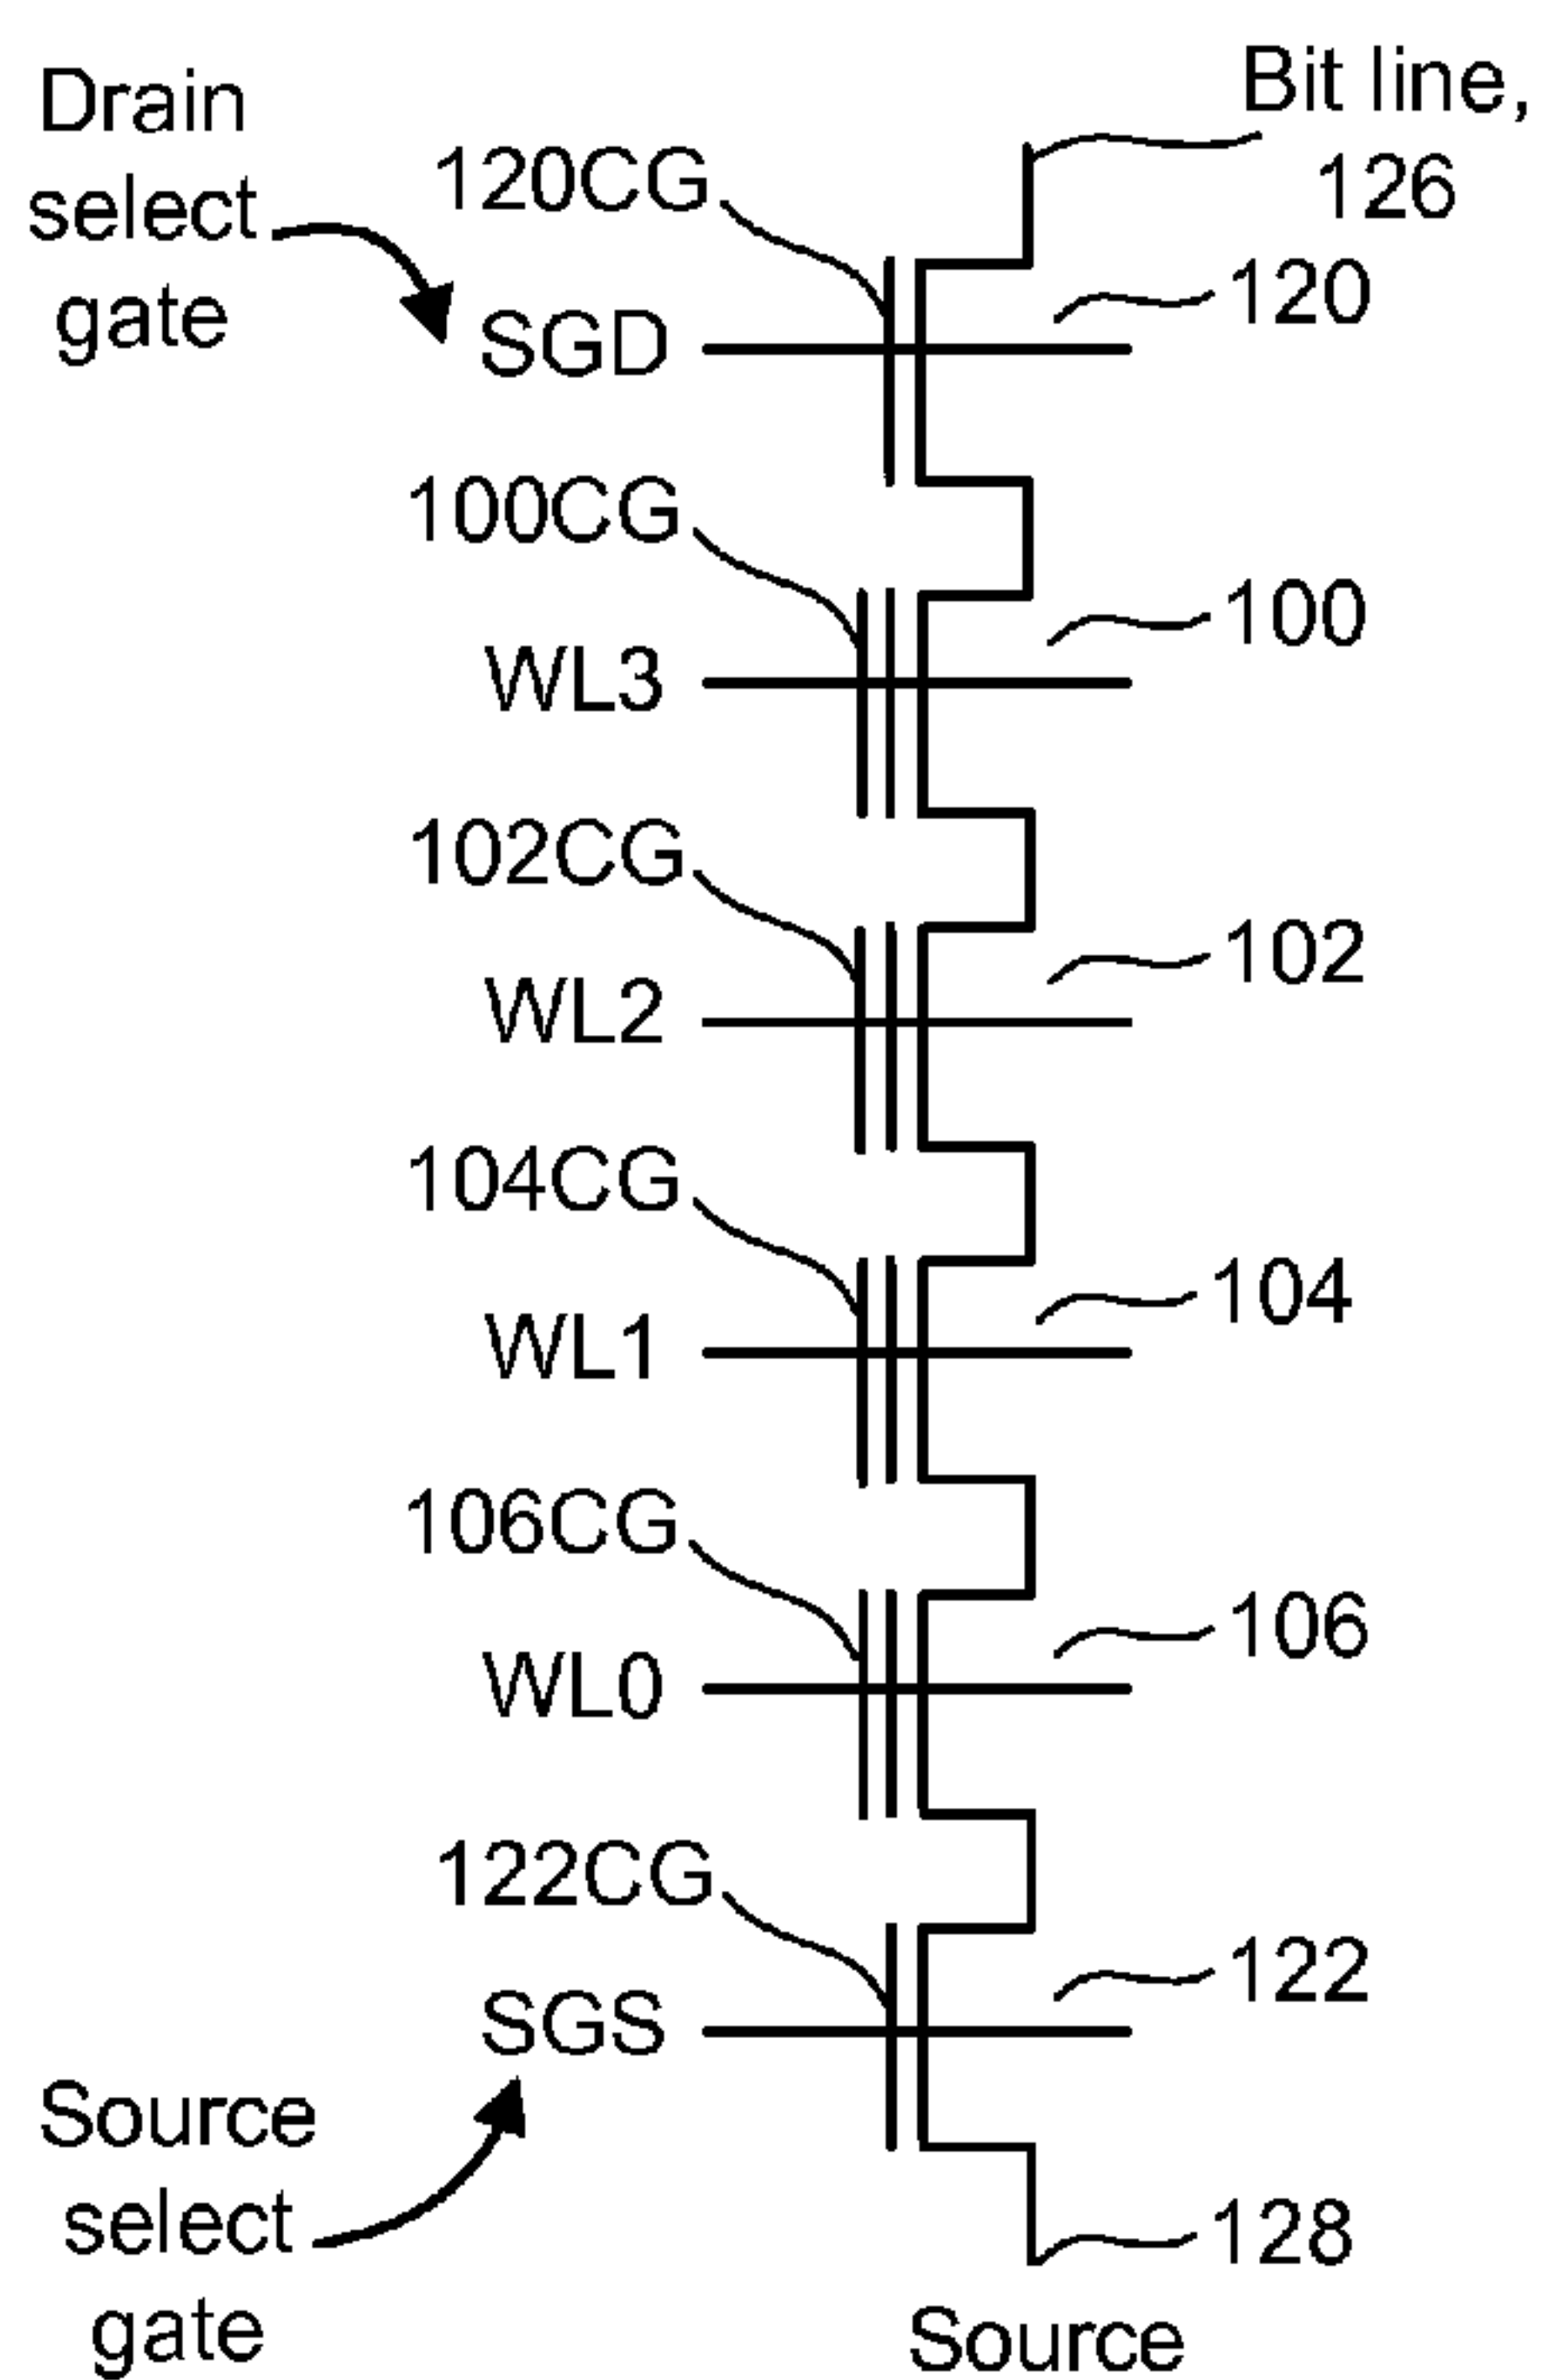 Drain
select
gate
Bit line,
126
120CG
120
SGD
100CG
100
WL3
102CG
102
WL2
104CG
104
WL1
106CG
106
WL0
122CG
122
SGS
Source
select
gate
128
Source